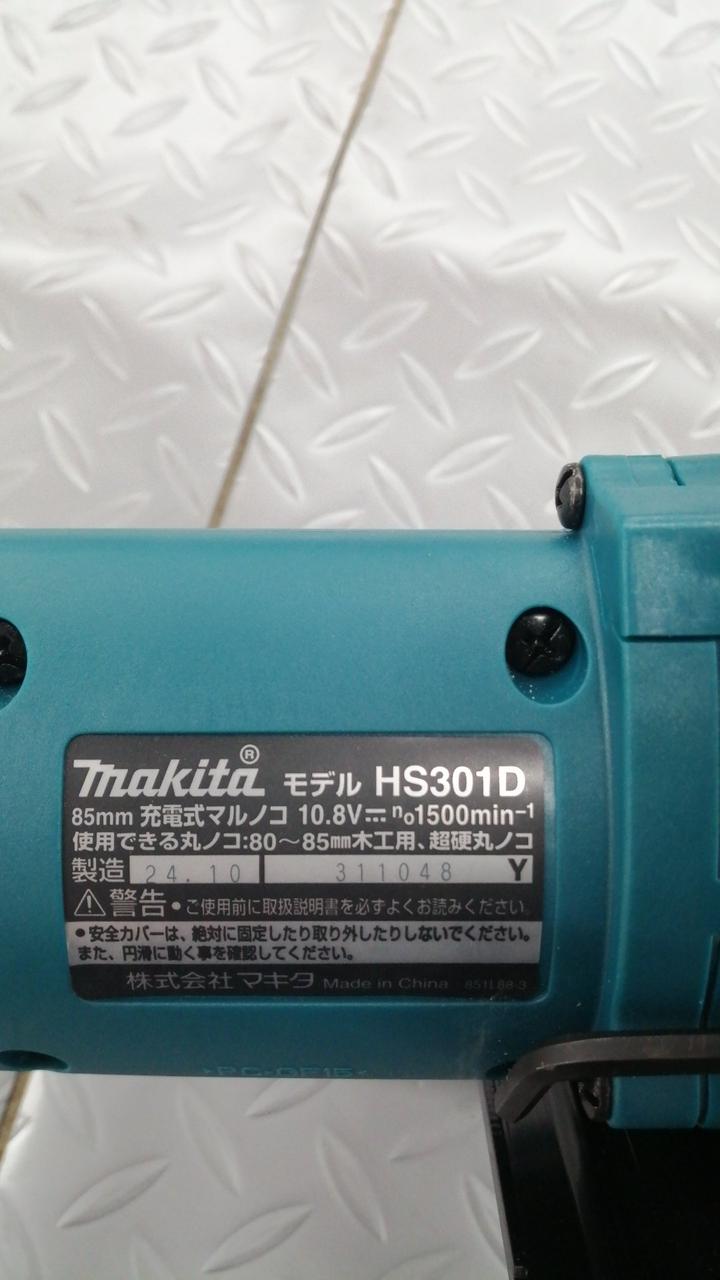 makita® モデル HS301D
85mm 充電式マルノコ 10.8V⎓ n₀1500min⁻¹
使用できる丸ノコ:80～85mm木工用、超硬丸ノコ
製造 24.10 311048 Y
⚠警告 ●ご使用前に取扱説明書を必ずよくお読みください。
●安全カバーは、絶対に固定したり取り外したりしないでください。
また、円滑に動く事を確認してください。
株式会社マキタ Made in China 851L88-3
>PC-GF15<